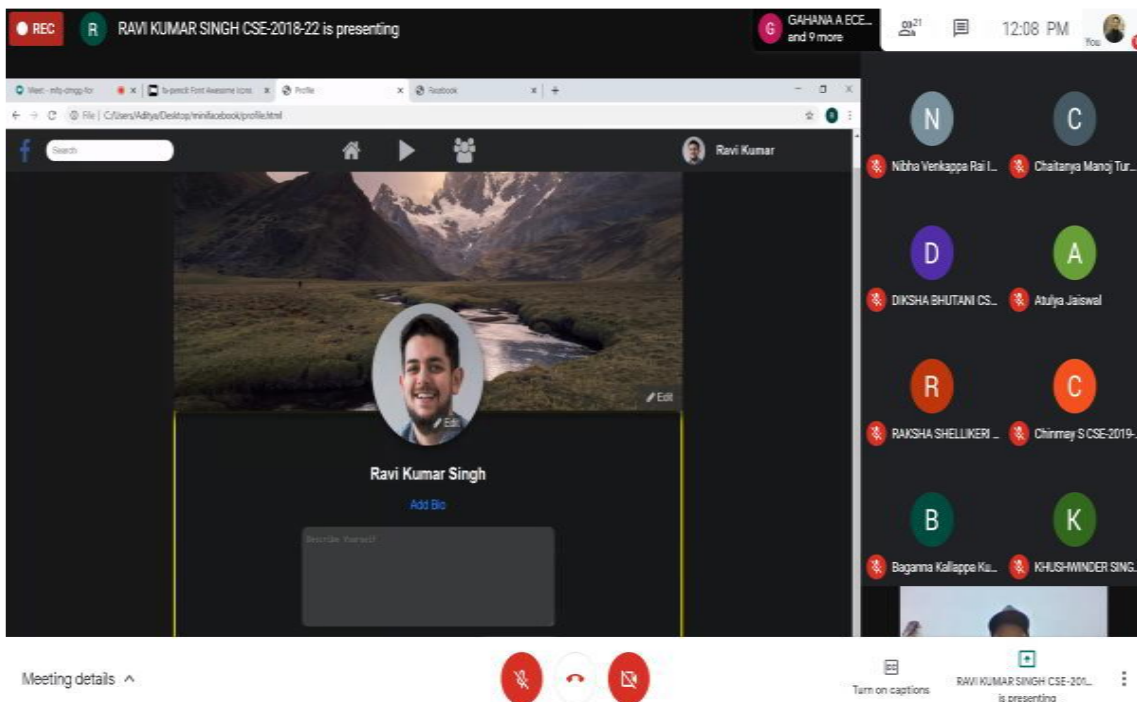 REC
R
RAVI KUMAR SINGH CSE-2018-22 is presenting
G
GAHANA A ECE...
and 9 more
21
12:08 PM
You
Profile
Facebook
File | C:/Users/Aditya/Desktop/minifacebook/profile.html
f
Search
Ravi Kumar
Edit
Edit
Ravi Kumar Singh
Add Bio
Describe Yourself
N
Nibha Venkappa Rai I...
C
Chaitanya Manoj Tur...
D
DIKSHA BHUTANI CS...
A
Atulya Jaiswal
R
RAKSHA SHELLIKERI ...
C
Chinmay S CSE-2019-...
B
Baganna Kallappa Ku...
K
KHUSHWINDER SING...
Meeting details
Turn on captions
RAVI KUMAR SINGH CSE-201...
is presenting